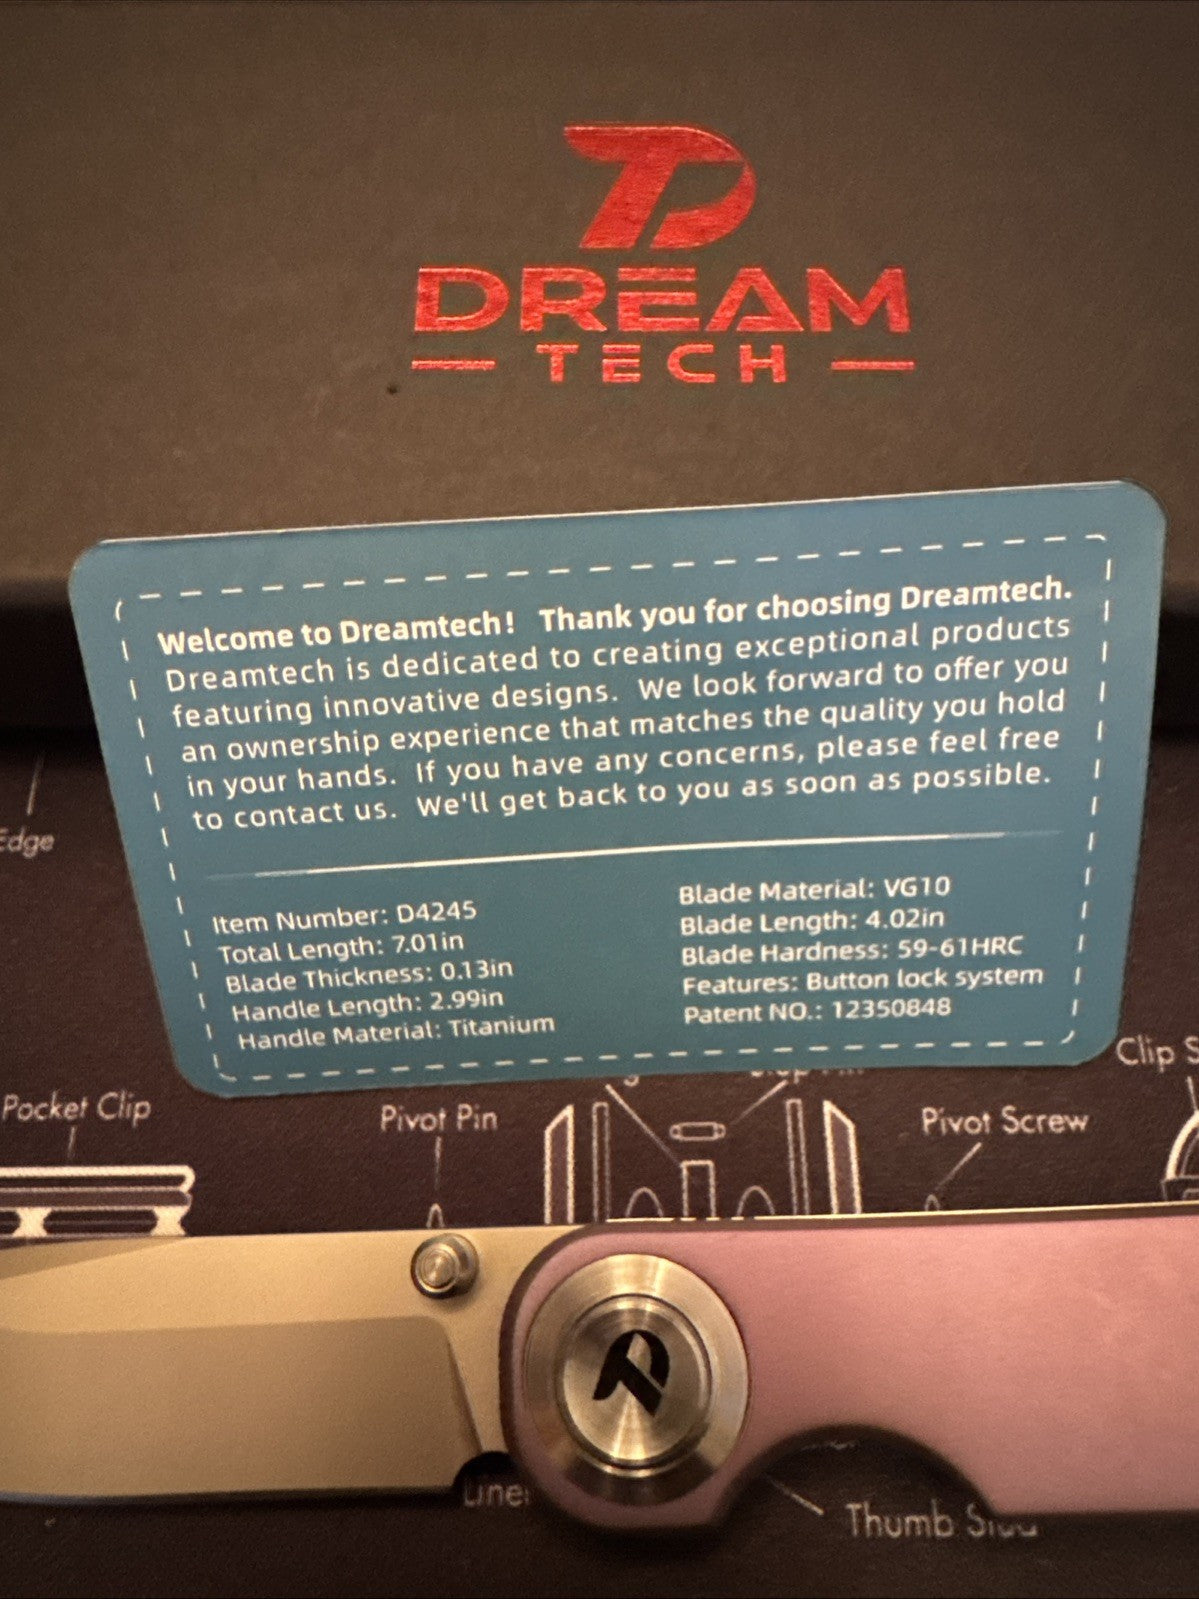 DREAM
TECH
Welcome to Dreamtech! Thank you for choosing Dreamtech.
Dreamtech is dedicated to creating exceptional products
featuring innovative designs. We look forward to offer you
an ownership experience that matches the quality you hold
in your hands. If you have any concerns, please feel free
to contact us. We'll get back to you as soon as possible.
Item Number: D4245
Total Length: 7.01in
Blade Thickness: 0.13in
Handle Length: 2.99in
Handle Material: Titanium
Blade Material: VG10
Blade Length: 4.02in
Blade Hardness: 59-61HRC
Features: Button lock system
Patent NO.: 12350848
Edge
Pocket Clip
Pivot Pin
Pivot Screw
Clip
Liner
Thumb Stud